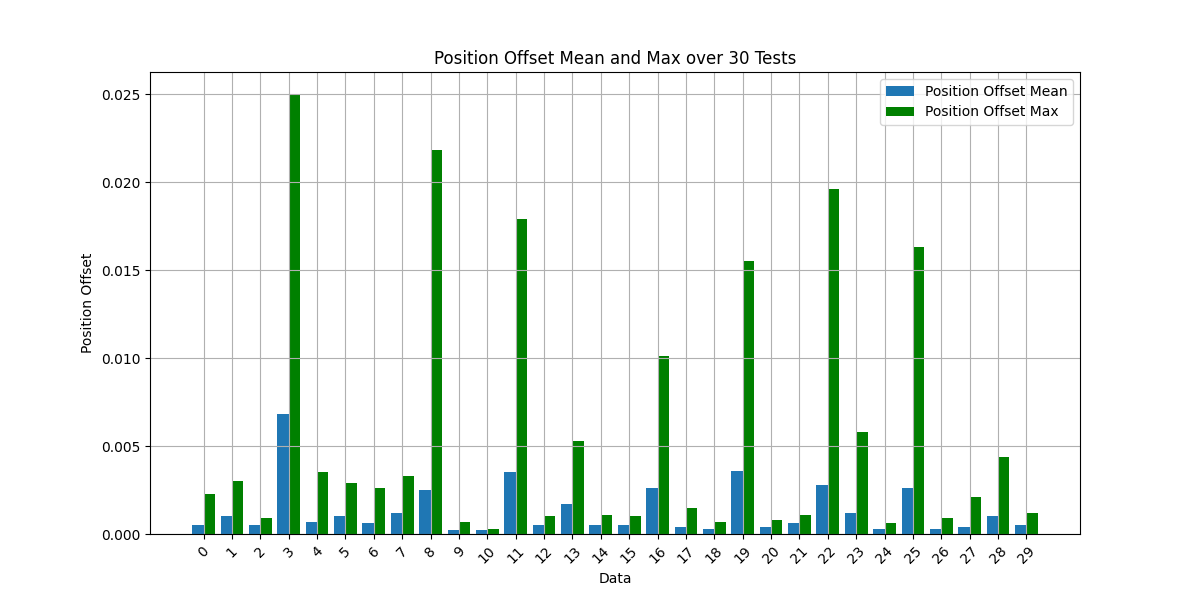 Position Offset Mean and Max over 30 Tests
Position Offset Mean
Position Offset Max
Position Offset
0.025
0.020
0.015
0.010
0.005
0.000
0 1 2 3 4 5 6 7 8 9 10 11 12 13 14 15 16 17 18 19 20 21 22 23 24 25 26 27 28 29
Data